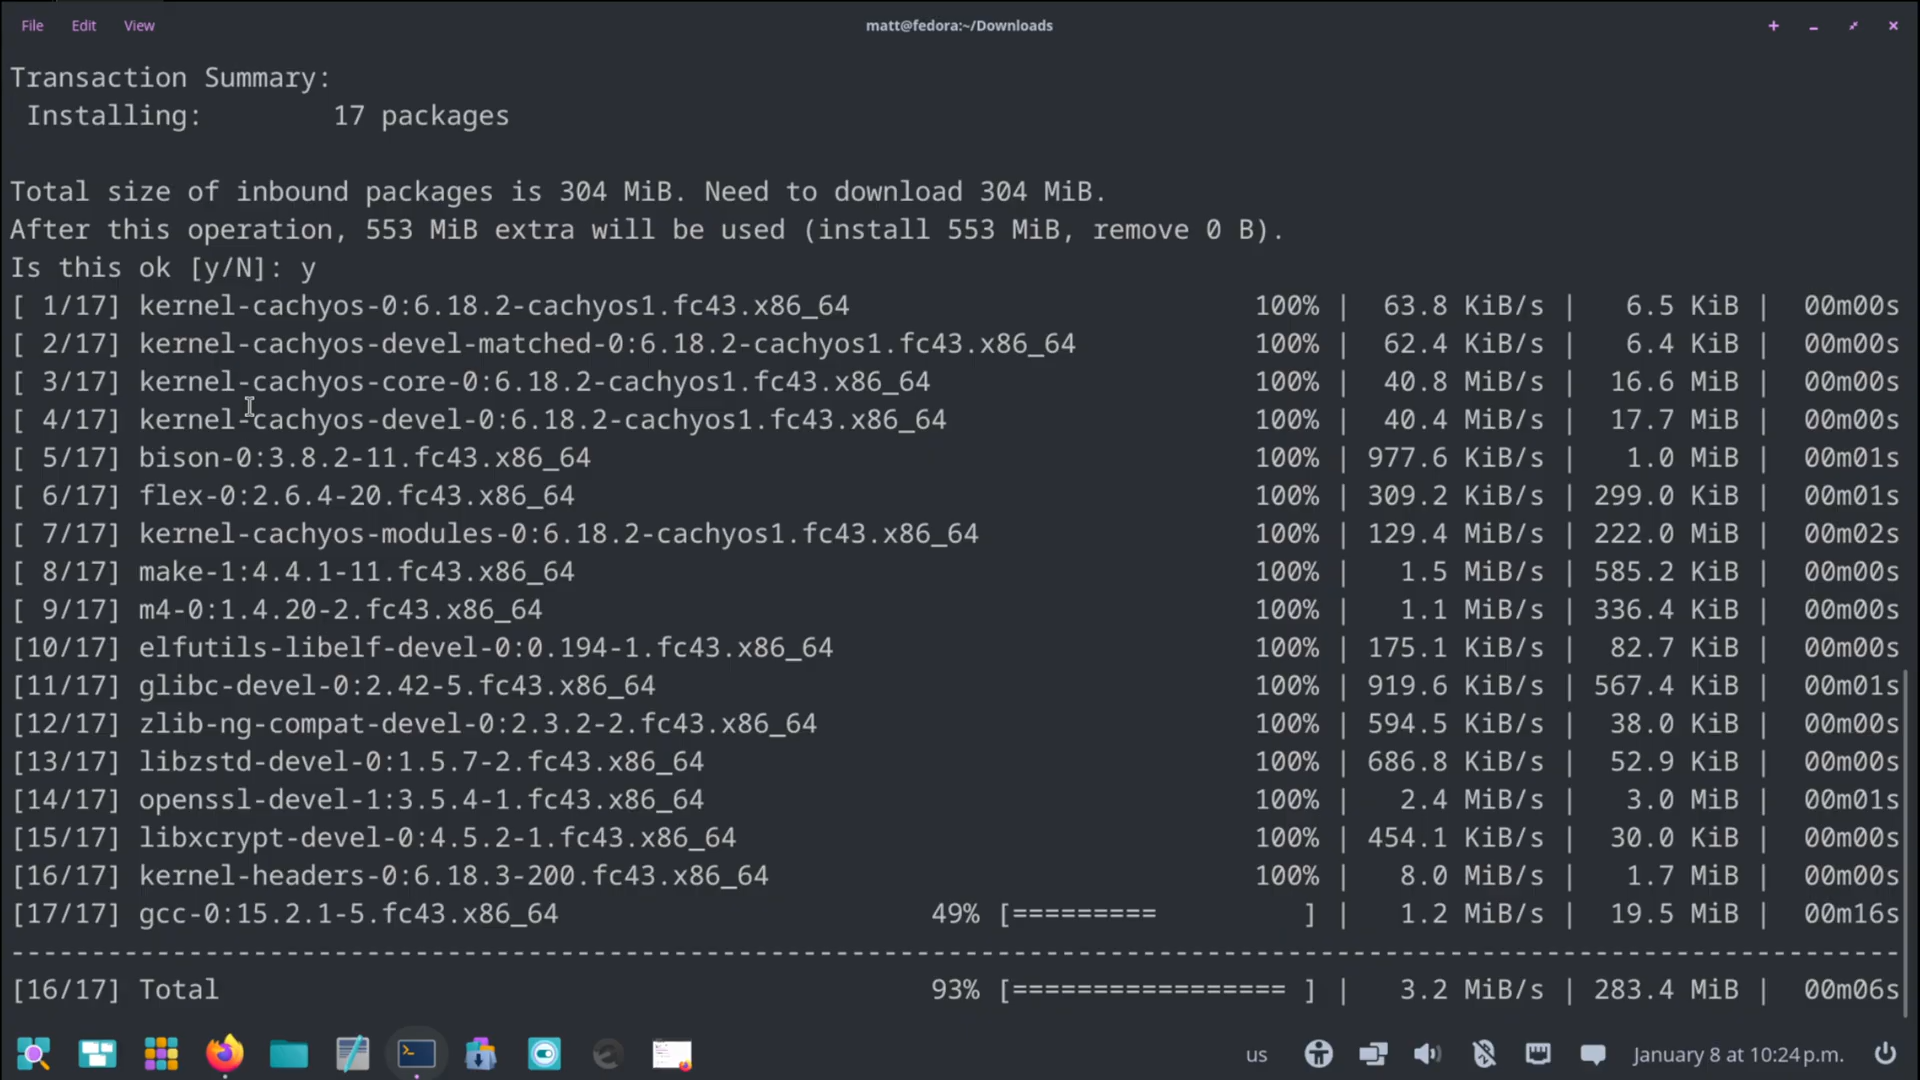 File Edit View matt@fedora:~/Downloads
Transaction Summary:
Installing: 17 packages
Total size of inbound packages is 304 MiB. Need to download 304 MiB.
After this operation, 553 MiB extra will be used (install 553 MiB, remove 0 B).
Is this ok [y/N]: y
[ 1/17] kernel-cachyos-0:6.18.2-cachyos1.fc43.x86_64 100% | 63.8 KiB/s | 6.5 KiB | 00m00s
[ 2/17] kernel-cachyos-devel-matched-0:6.18.2-cachyos1.fc43.x86_64 100% | 62.4 KiB/s | 6.4 KiB | 00m00s
[ 3/17] kernel-cachyos-core-0:6.18.2-cachyos1.fc43.x86_64 100% | 40.8 MiB/s | 16.6 MiB | 00m00s
[ 4/17] kernel-cachyos-devel-0:6.18.2-cachyos1.fc43.x86_64 100% | 40.4 MiB/s | 17.7 MiB | 00m00s
[ 5/17] bison-0:3.8.2-11.fc43.x86_64 100% | 977.6 KiB/s | 1.0 MiB | 00m01s
[ 6/17] flex-0:2.6.4-20.fc43.x86_64 100% | 309.2 KiB/s | 299.0 KiB | 00m01s
[ 7/17] kernel-cachyos-modules-0:6.18.2-cachyos1.fc43.x86_64 100% | 129.4 MiB/s | 222.0 MiB | 00m02s
[ 8/17] make-1:4.4.1-11.fc43.x86_64 100% | 1.5 MiB/s | 585.2 KiB | 00m00s
[ 9/17] m4-0:1.4.20-2.fc43.x86_64 100% | 1.1 MiB/s | 336.4 KiB | 00m00s
[10/17] elfutils-libelf-devel-0:0.194-1.fc43.x86_64 100% | 175.1 KiB/s | 82.7 KiB | 00m00s
[11/17] glibc-devel-0:2.42-5.fc43.x86_64 100% | 919.6 KiB/s | 567.4 KiB | 00m01s
[12/17] zlib-ng-compat-devel-0:2.3.2-2.fc43.x86_64 100% | 594.5 KiB/s | 38.0 KiB | 00m00s
[13/17] libzstd-devel-0:1.5.7-2.fc43.x86_64 100% | 686.8 KiB/s | 52.9 KiB | 00m00s
[14/17] openssl-devel-1:3.5.4-1.fc43.x86_64 100% | 2.4 MiB/s | 3.0 MiB | 00m01s
[15/17] libxcrypt-devel-0:4.5.2-1.fc43.x86_64 100% | 454.1 KiB/s | 30.0 KiB | 00m00s
[16/17] kernel-headers-0:6.18.3-200.fc43.x86_64 100% | 8.0 MiB/s | 1.7 MiB | 00m00s
[17/17] gcc-0:15.2.1-5.fc43.x86_64 49% [========= ] | 1.2 MiB/s | 19.5 MiB | 00m16s
----------------------------------------------------------------------------------------------------------------------
[16/17] Total 93% [================= ] | 3.2 MiB/s | 283.4 MiB | 00m06s
us January 8 at 10:24 p.m.